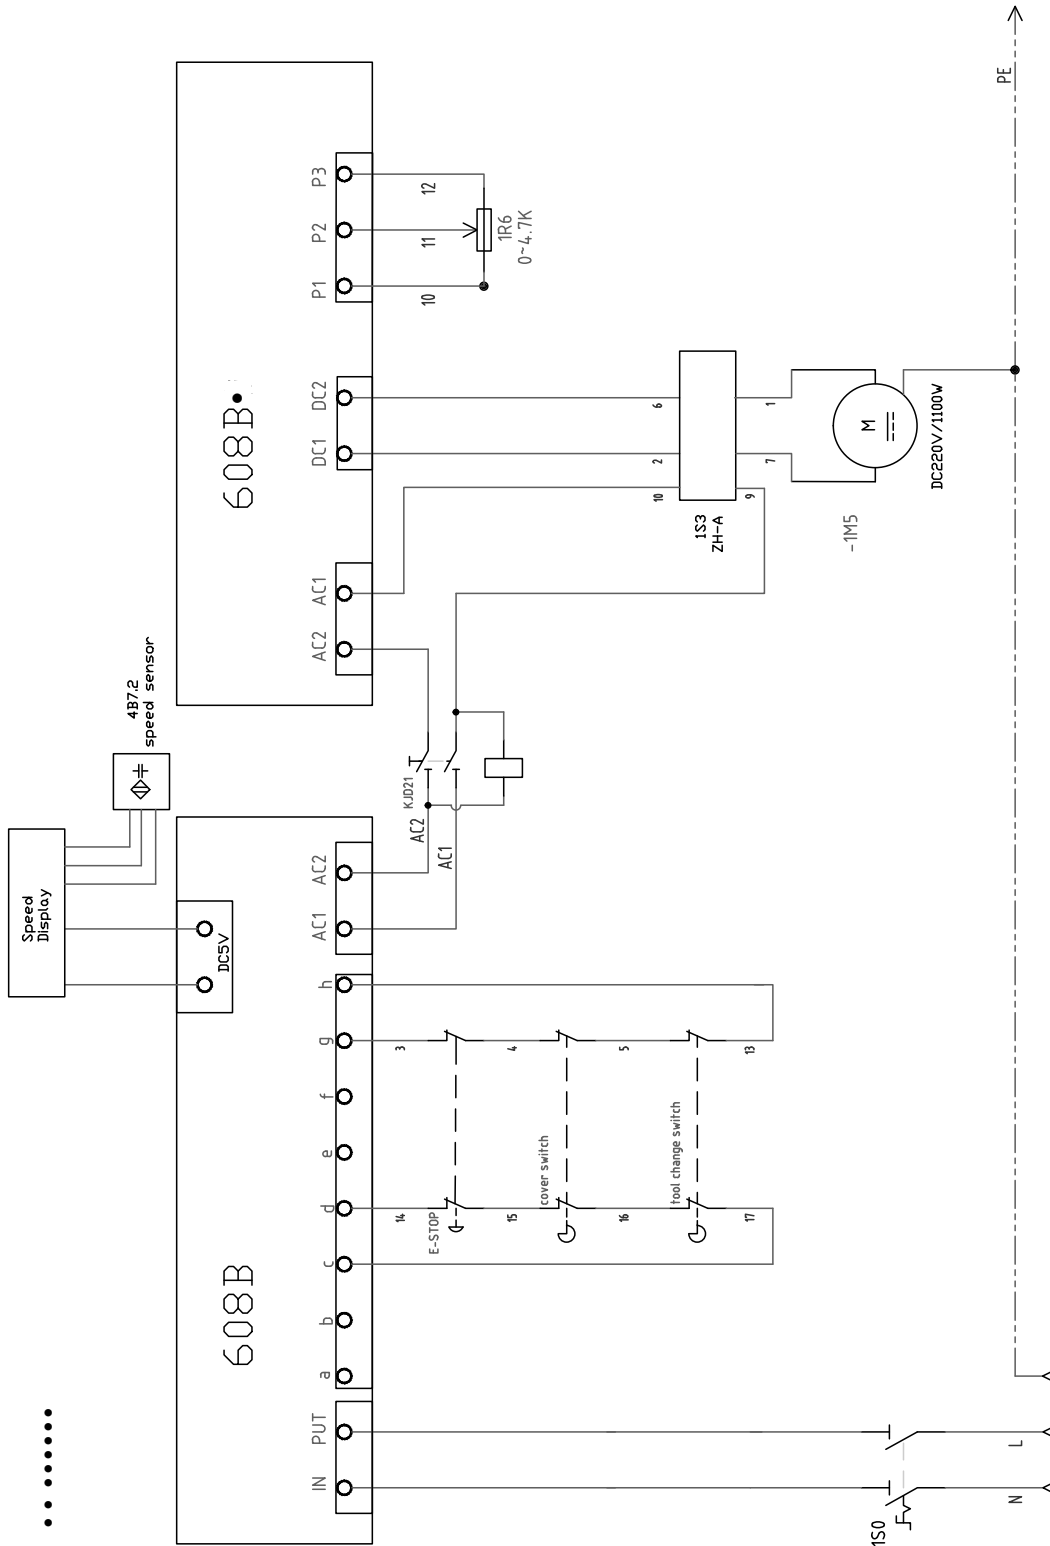 PE
P3
P2
P1
12
11
10
1R6
0~4.7K
608B
DC2
DC1
6
2
10
1
7
9
1S3
ZH-A
M
DC220V/1100W
-1M5
AC1
AC2
4B7.2
speed sensor
KJD21
AC2
AC1
Speed
Display
DC5V
AC2
AC1
h
g
f
e
d
c
b
a
3
4
5
13
14
15
16
17
E-STOP
cover switch
tool change switch
608B
PUT
IN
L
N
1S0